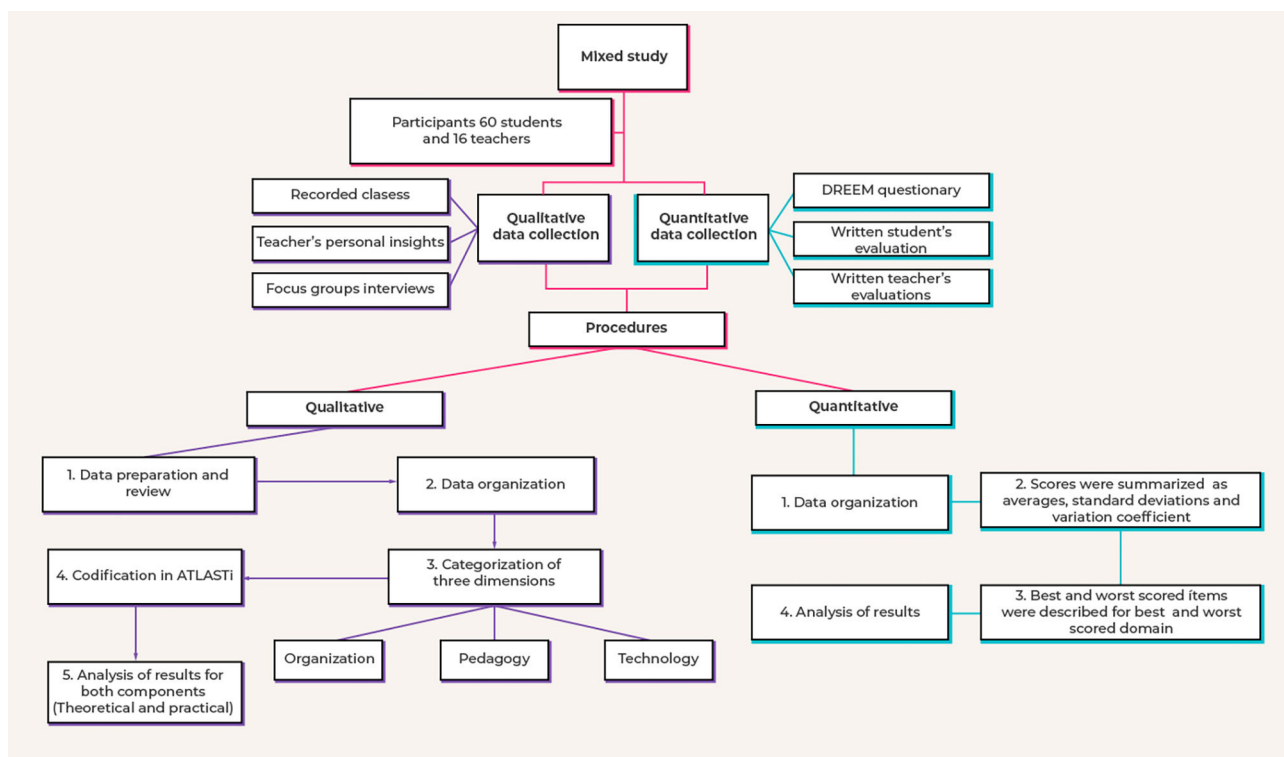 Mixed study
Participants 60 students
and 16 teachers
Recorded clasess
Teacher's personal insights
Focus groups interviews
Qualitative
data collection
Quantitative
data collection
DREEM questionary
Written student's
evaluation
Written teacher's
evaluations
Procedures
Qualitative
1. Data preparation and
review
2. Data organization
3. Categorization of
three dimensions
4. Codification in ATLASTi
Organization
Pedagogy
Technology
5. Analysis of results for
both components
(Theoretical and practical)
Quantitative
1. Data organization
2. Scores were summarized as
averages, standard deviations and
variation coefficient
3. Best and worst scored ítems
were described for best and worst
scored domain
4. Analysis of results